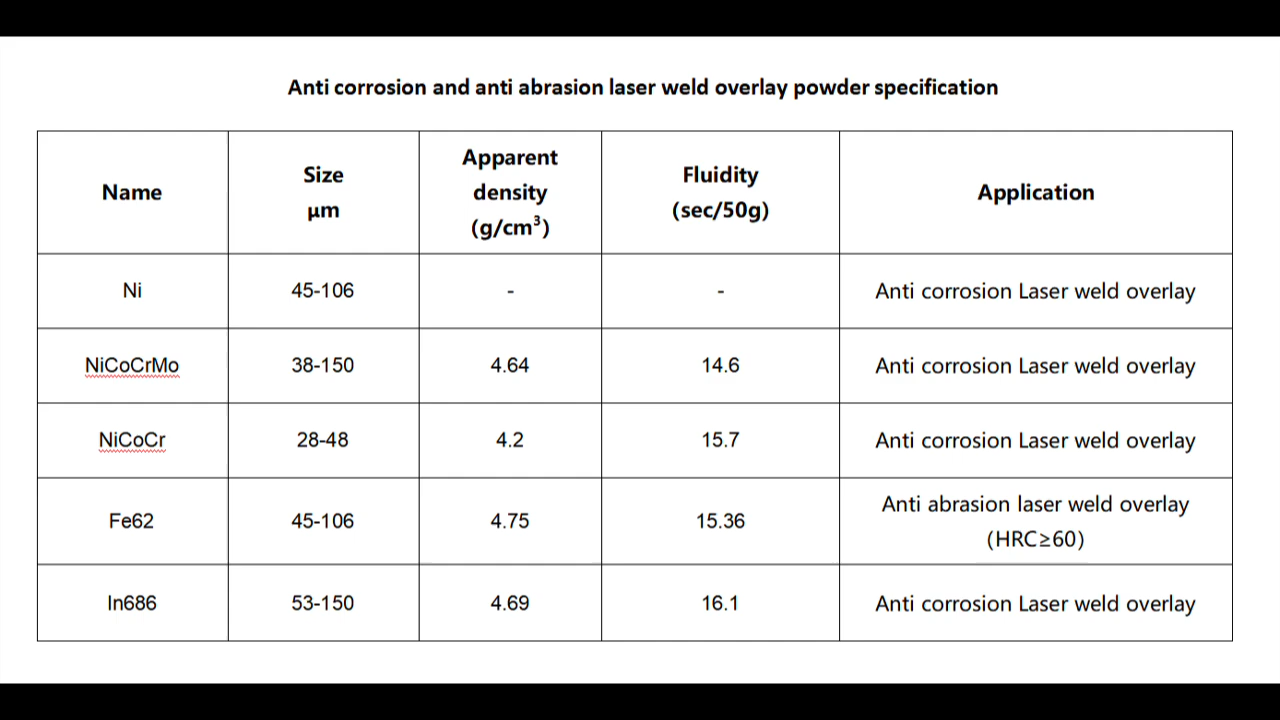 Anti corrosion and anti abrasion laser weld overlay powder specification
Name
Size
μm
Apparent
density
(g/cm³)
Fluidity
(sec/50g)
Application
Ni
45-106
-
-
Anti corrosion Laser weld overlay
NiCoCrMo
38-150
4.64
14.6
Anti corrosion Laser weld overlay
NiCoCr
28-48
4.2
15.7
Anti corrosion Laser weld overlay
Fe62
45-106
4.75
15.36
Anti abrasion laser weld overlay
(HRC≥60)
In686
53-150
4.69
16.1
Anti corrosion Laser weld overlay